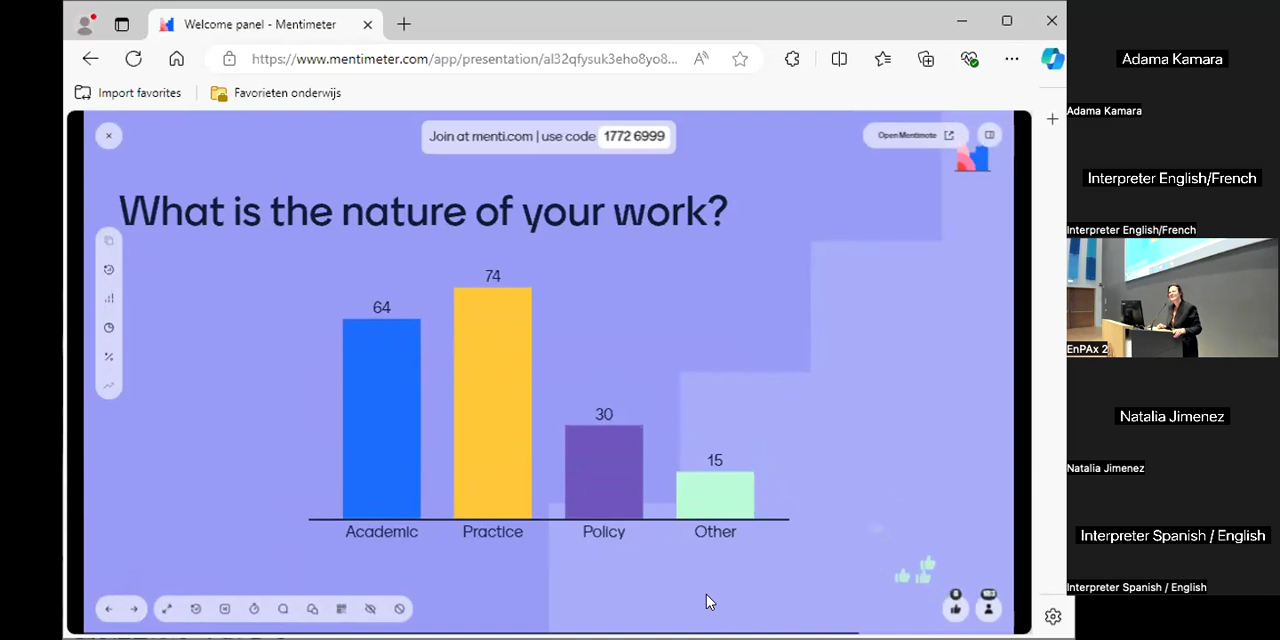 Welcome panel - Mentimeter
https://www.mentimeter.com/app/presentation/al32qfysuk3eho8yo8...
Import favorites
Favorieten onderwijs
Join at menti.com | use code 1772 6999
Open Mentimote
What is the nature of your work?
64
74
30
15
Academic
Practice
Policy
Other
Adama Kamara
Adama Kamara
Interpreter English/French
Interpreter English/French
EnPAx 2
Natalia Jimenez
Natalia Jimenez
Interpreter Spanish / English
Interpreter Spanish / English